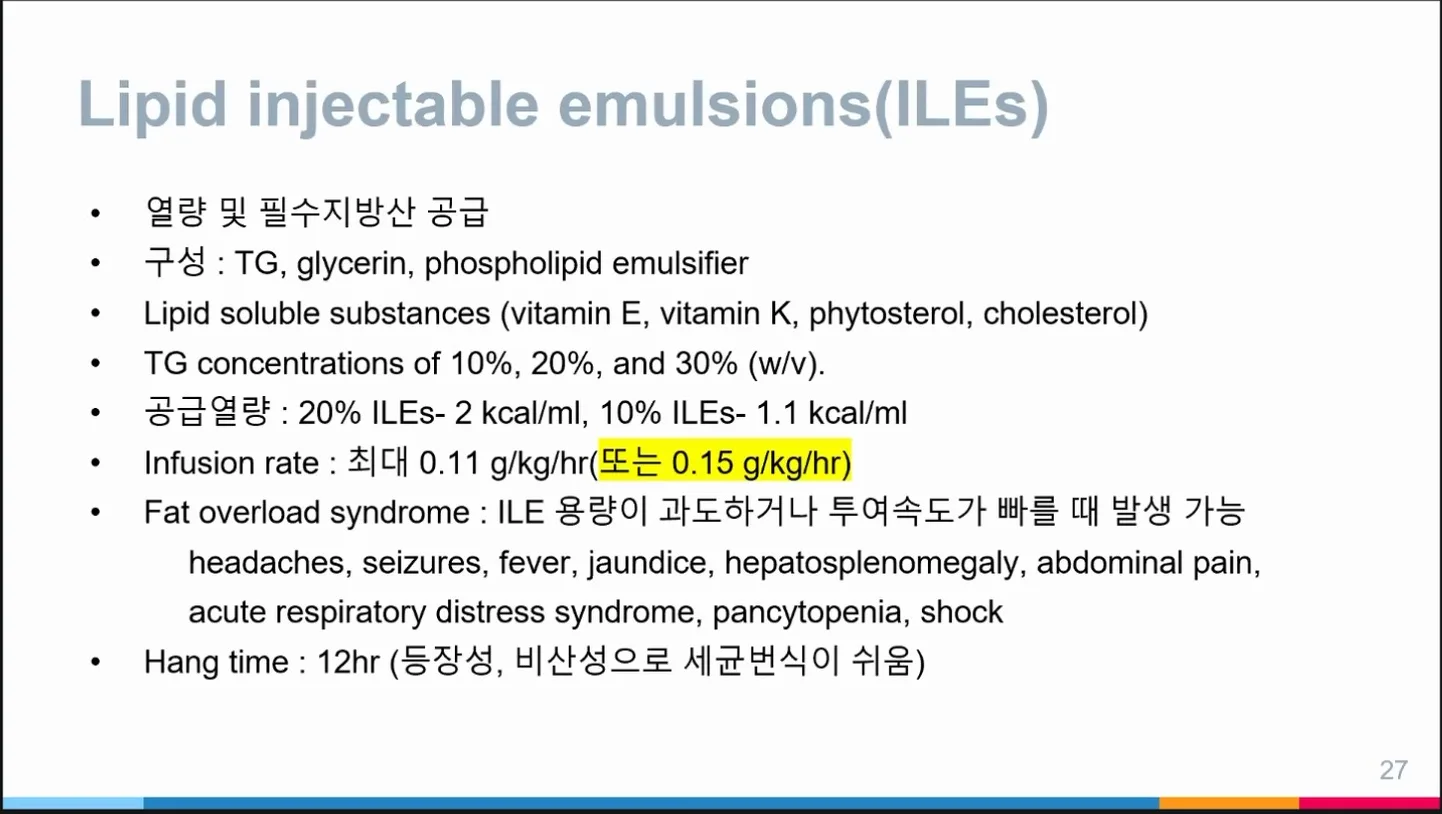 Lipid injectable emulsions(ILEs)
• 열량 및 필수지방산 공급
• 구성 : TG, glycerin, phospholipid emulsifier
• Lipid soluble substances (vitamin E, vitamin K, phytosterol, cholesterol)
• TG concentrations of 10%, 20%, and 30% (w/v).
• 공급열량 : 20% ILEs- 2 kcal/ml, 10% ILEs- 1.1 kcal/ml
• Infusion rate : 최대 0.11 g/kg/hr(또는 0.15 g/kg/hr)
• Fat overload syndrome : ILE 용량이 과도하거나 투여속도가 빠를 때 발생 가능
headaches, seizures, fever, jaundice, hepatosplenomegaly, abdominal pain,
acute respiratory distress syndrome, pancytopenia, shock
• Hang time : 12hr (등장성, 비산성으로 세균번식이 쉬움)
27